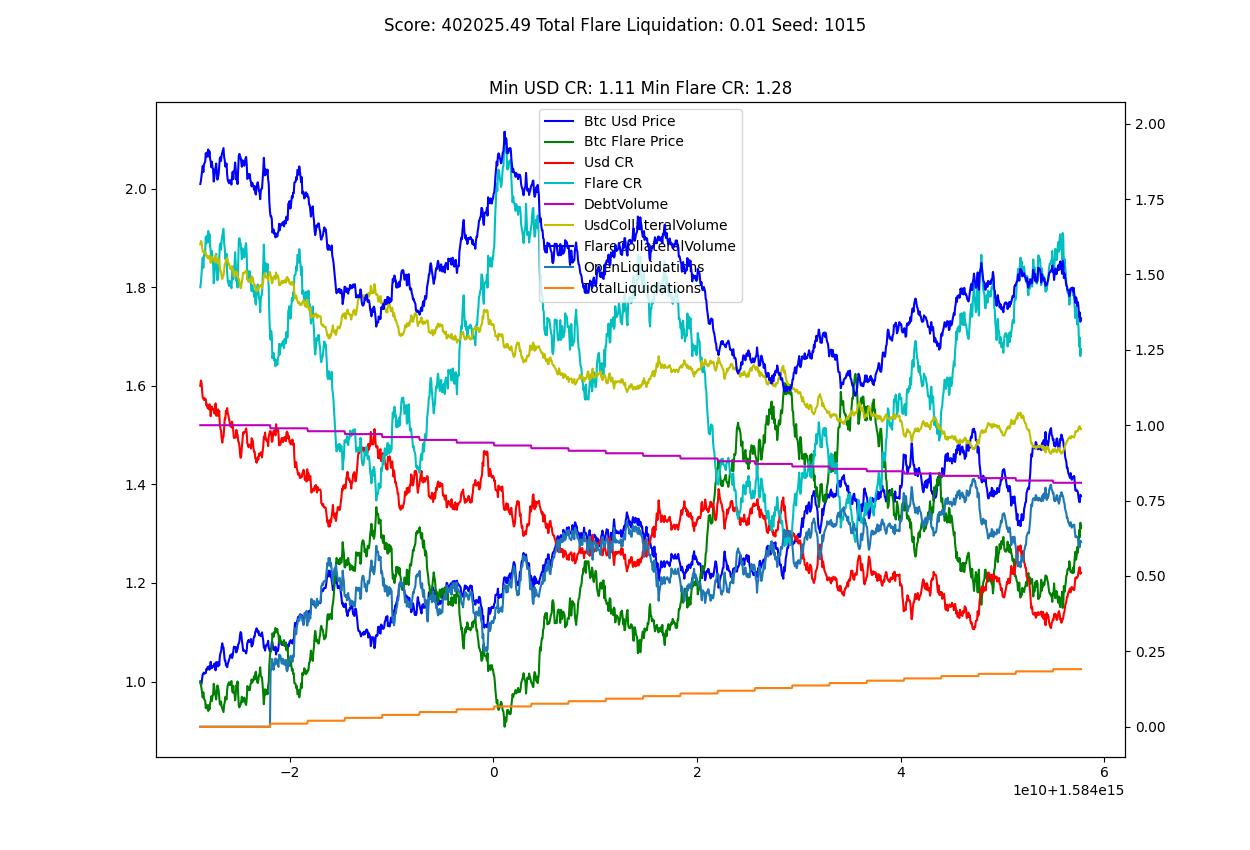 Score: 402025.49 Total Flare Liquidation: 0.01 Seed: 1015
Min USD CR: 1.11 Min Flare CR: 1.28
Btc Usd Price
Btc Flare Price
Usd CR
Flare CR
DebtVolume
UsdCollateralVolume
FlareCollateralVolume
OpenLiquidations
TotalLiquidations
2.0
1.8
1.6
1.4
1.2
1.0
2.00
1.75
1.50
1.25
1.00
0.75
0.50
0.25
0.00
−2
0
2
4
6
1e10+1.584e15